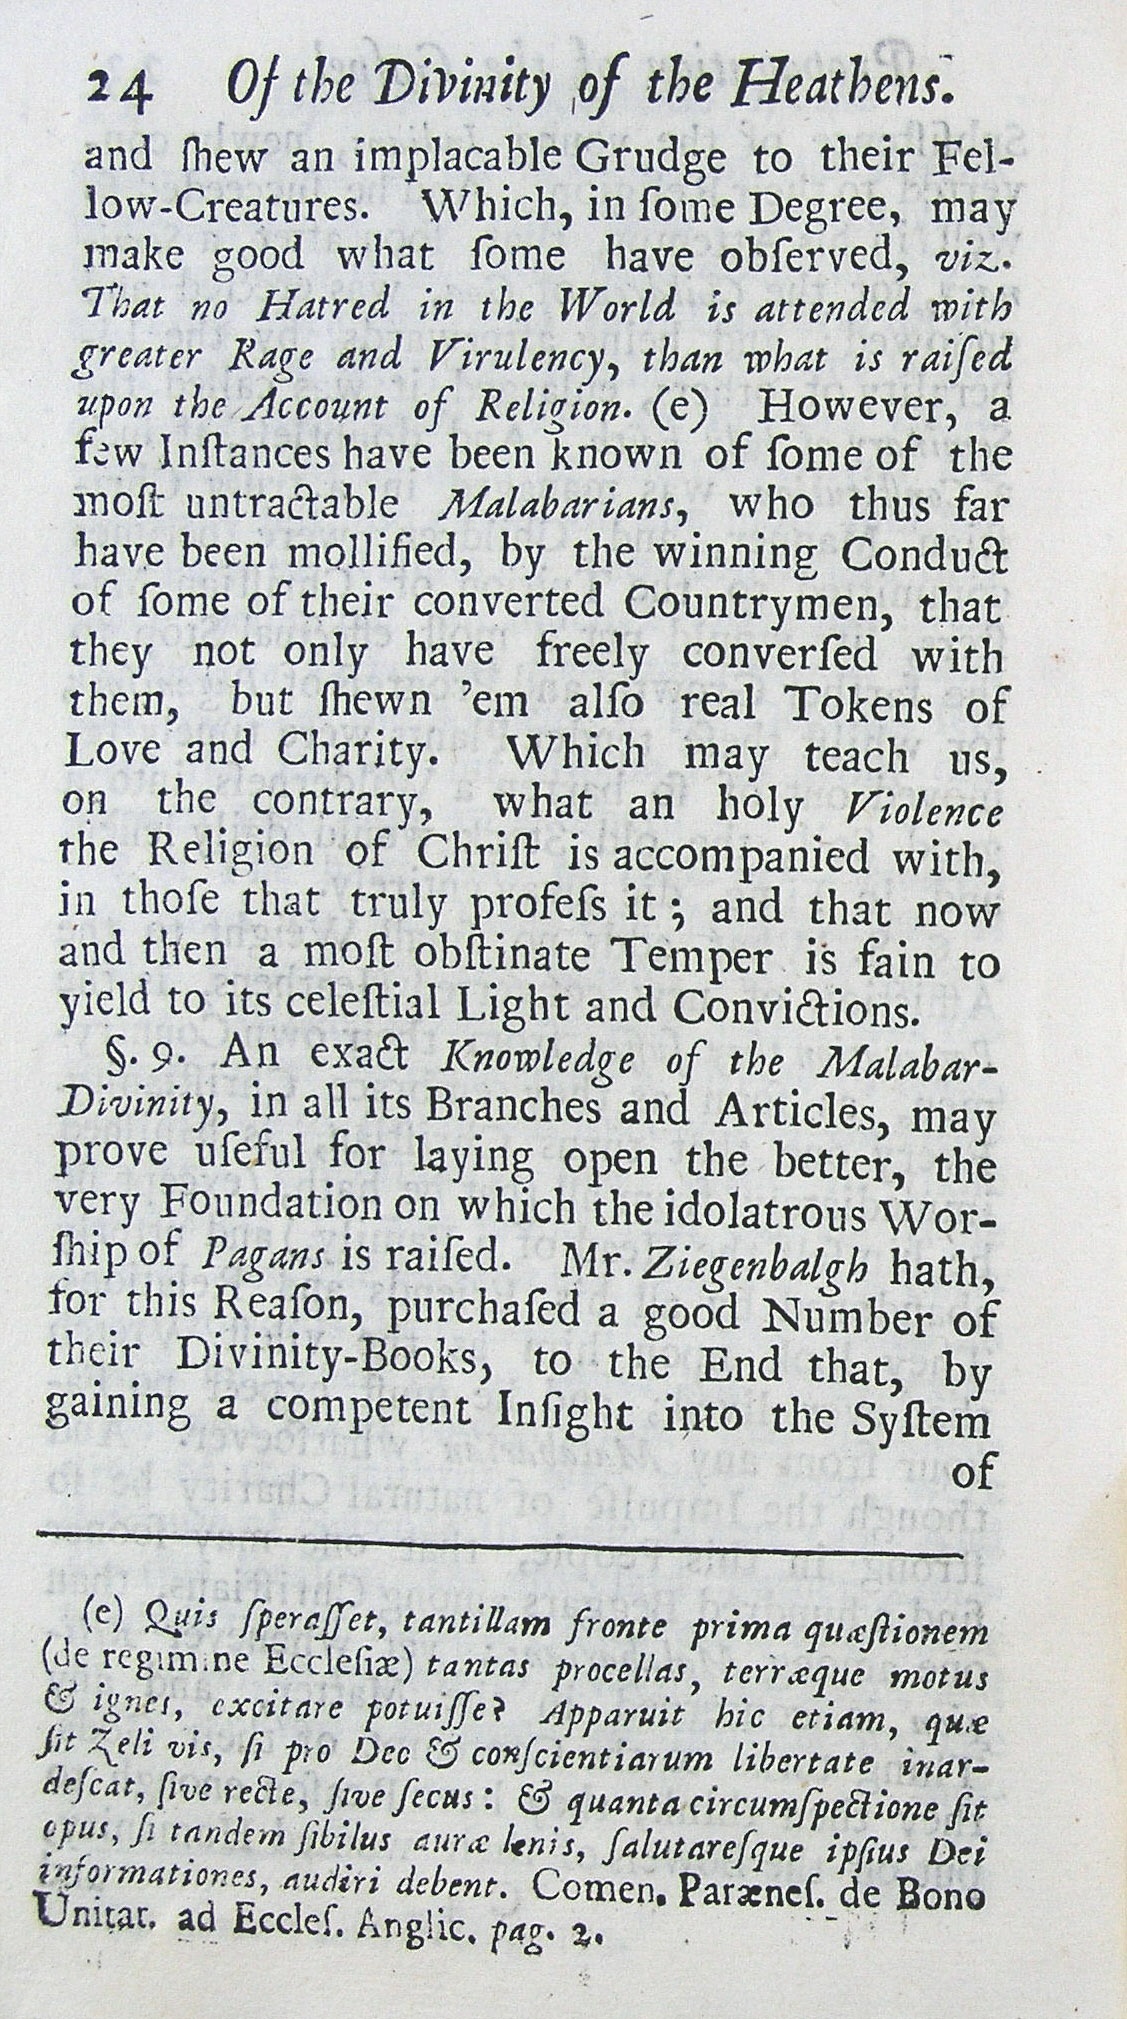 24 Of the Divinity of the Heathens.
and ſhew an implacable Grudge to their Fel-
low-Creatures. Which, in ſome Degree, may
make good what ſome have obſerved, viz.
That no Hatred in the World is attended with
greater Rage and Virulency, than what is raiſed
upon the Account of Religion. (e) However, a
few Inſtances have been known of ſome of the
moſt untractable Malabarians, who thus far
have been mollified, by the winning Conduct
of ſome of their converted Countrymen, that
they not only have freely converſed with
them, but ſhewn 'em alſo real Tokens of
Love and Charity. Which may teach us,
on the contrary, what an holy Violence
the Religion of Chriſt is accompanied with,
in thoſe that truly profeſs it; and that now
and then a moſt obſtinate Temper is fain to
yield to its celeſtial Light and Convictions.
§. 9. An exact Knowledge of the Malabar-
Divinity, in all its Branches and Articles, may
prove uſeful for laying open the better, the
very Foundation on which the idolatrous Wor-
ſhip of Pagans is raiſed. Mr. Ziegenbalgh hath,
for this Reaſon, purchaſed a good Number of
their Divinity-Books, to the End that, by
gaining a competent Inſight into the Syſtem
of
(e) Quis ſperaſſet, tantillam fronte prima quæſtionem
(de regimine Eccleſiæ) tantas procellas, terræque motus
& ignes, excitare potuiſſe? Apparuit hic etiam, quæ
ſit Zeli vis, ſi pro Deo & conſcientiarum libertate inar-
deſcat, ſive recte, ſive ſecus: & quanta circumſpectione ſit
opus, ſi tandem ſibilus auræ lenis, ſalutareſque ipſius Dei
informationes, audiri debent. Comen. Paræneſ. de Bono
Unitat. ad Eccleſ. Anglic. pag. 2.